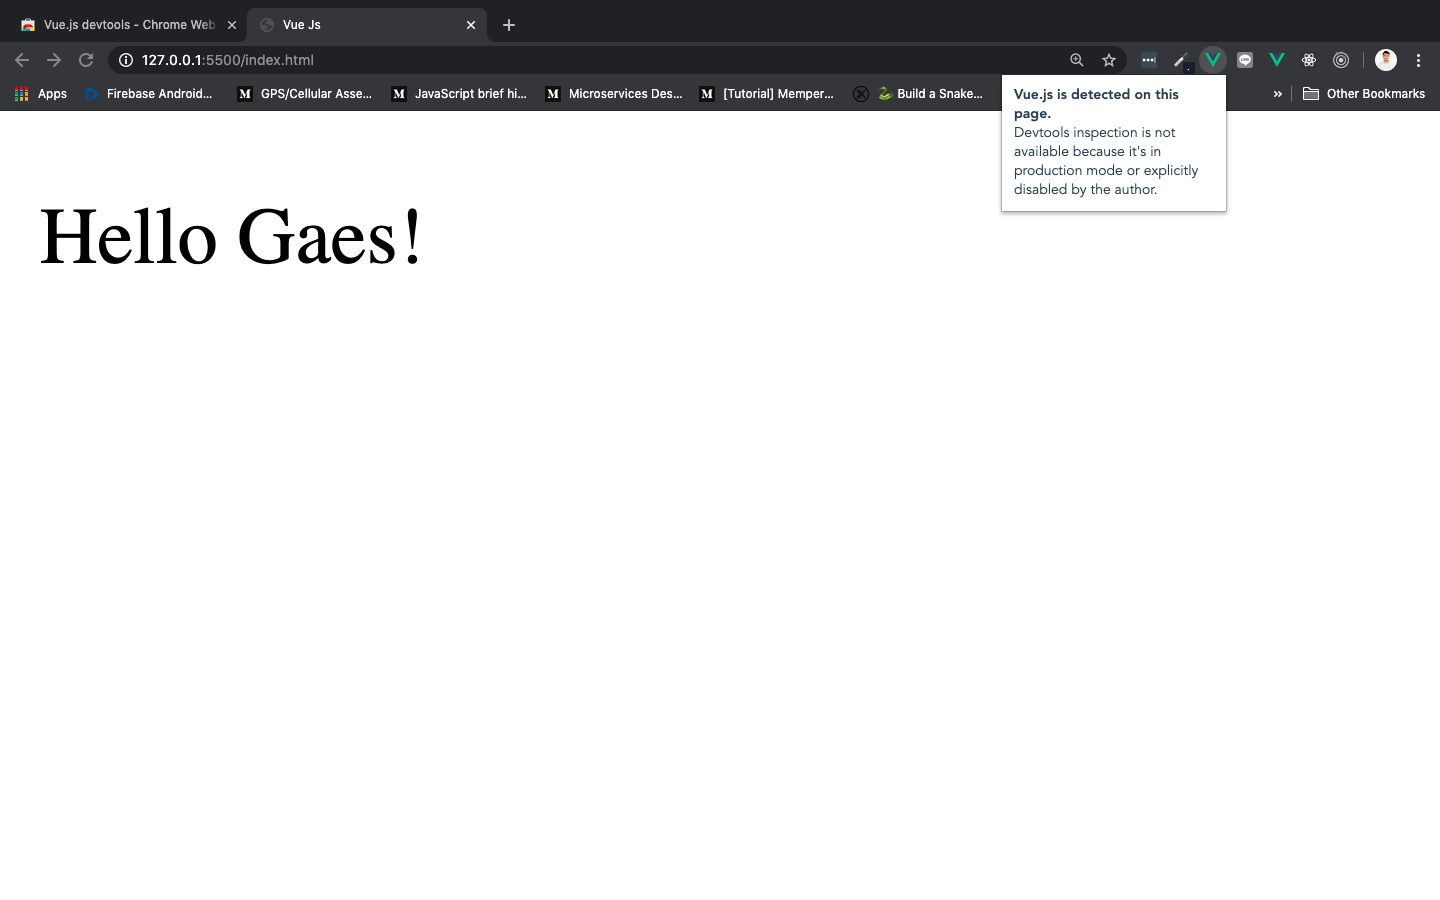 Vue.js devtools - Chrome Web
Vue Js
127.0.0.1:5500/index.html
Apps
Firebase Android...
GPS/Cellular Asse...
JavaScript brief hi...
Microservices Des...
[Tutorial] Memper...
Build a Snake...
»
Other Bookmarks
Vue.js is detected on this
page.
Devtools inspection is not
available because it's in
production mode or explicitly
disabled by the author.
Hello Gaes!